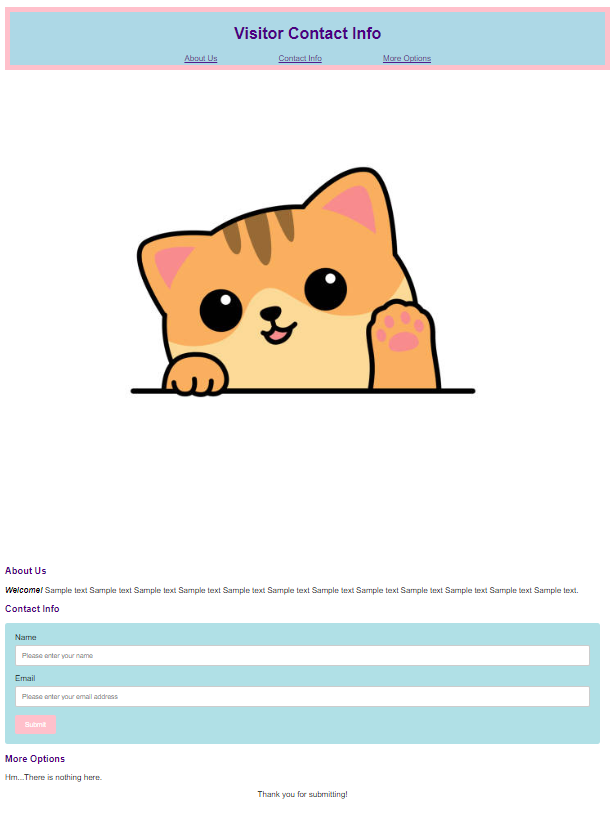 Visitor Contact Info
About Us Contact Info More Options
About Us
Welcome! Sample text Sample text Sample text Sample text Sample text Sample text Sample text Sample text Sample text Sample text Sample text Sample text.
Contact Info
Name
Please enter your name
Email
Please enter your email address
Submit
More Options
Hm...There is nothing here.
Thank you for submitting!